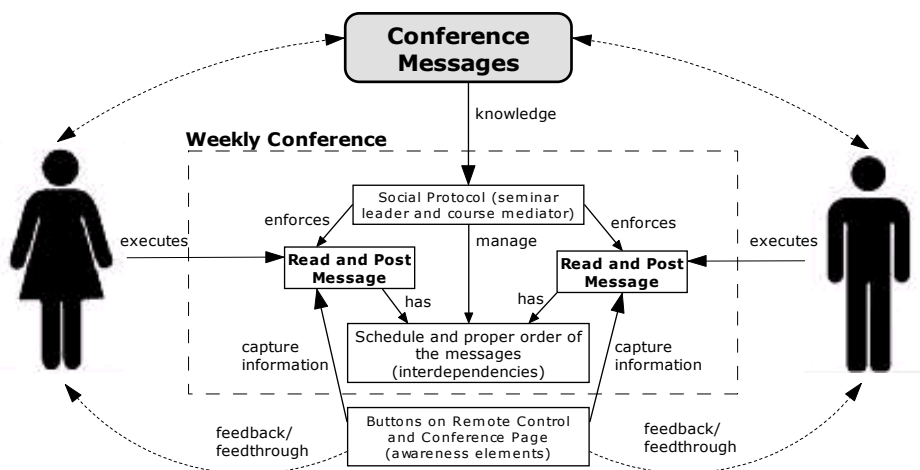 Conference
Messages
knowledge
Weekly Conference
Social Protocol (seminar
leader and course mediator)
enforces
enforces
executes
manage
executes
Read and Post
Message
Read and Post
Message
has
has
Schedule and proper order of
the messages
(interdependencies)
capture
information
capture
information
Buttons on Remote Control
and Conference Page
(awareness elements)
feedback/
feedthrough
feedback/
feedthrough